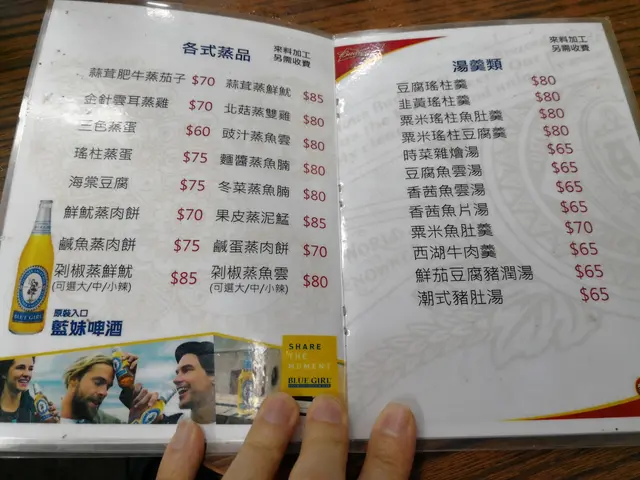 各式蒸品
來料加工
另需收費
蒜茸肥牛蒸茄子 $70
蒜茸蒸鮮魷 $85
金針雲耳蒸雞 $70
北菇蒸雙雞 $80
三色蒸蛋 $60
豉汁蒸魚雲 $80
瑤柱蒸蛋 $75
麵醬蒸魚腩 $80
海棠豆腐 $75
冬菜蒸魚腩 $80
鮮魷蒸肉餅 $70
果皮蒸泥鯭 $85
鹹魚蒸肉餅 $75
鹹蛋蒸肉餅 $70
剁椒蒸鮮魷 $85
(可選大/中/小辣)
剁椒蒸魚雲 $80
(可選大/中/小辣)
原裝入口
藍妹啤酒
BLUE GIRL
SHARE
THE
MOMENT
BLUE GIRL
湯羹類
來料加工
另需收費
豆腐瑤柱羹 $80
韭黃瑤柱羹 $80
粟米瑤柱魚肚羹 $80
粟米瑤柱豆腐羹 $80
時菜雜燴湯 $65
豆腐魚雲湯 $65
香茜魚雲湯 $65
香茜魚片湯 $65
粟米魚肚羹 $70
西湖牛肉羹 $65
鮮茄豆腐豬潤湯 $65
潮式豬肚湯 $65